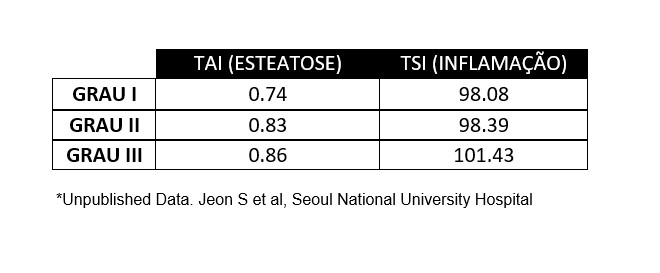 TAI (ESTEATOSE) TSI (INFLAMAÇÃO)
GRAU I 0.74 98.08
GRAU II 0.83 98.39
GRAU III 0.86 101.43
*Unpublished Data. Jeon S et al, Seoul National University Hospital